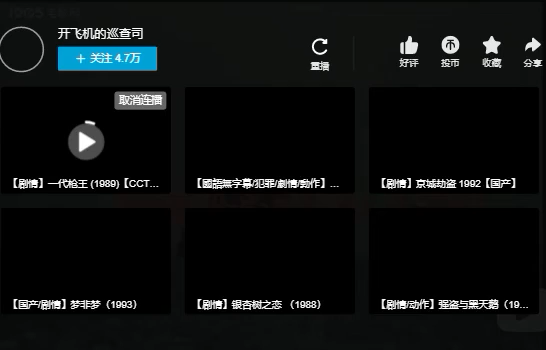 开飞机的巡查司
+ 关注 4.7万
重播
好评
投币
收藏
分享
取消连播
【剧情】一代枪王 (1989)【CCT...
【國語無字幕/犯罪/劇情/動作】...
【剧情】京城劫盗 1992【国产】
【国产/剧情】梦非梦（1993）
【剧情】银杏树之恋 （1988）
【剧情/动作】强盗与黑天鹅（19...